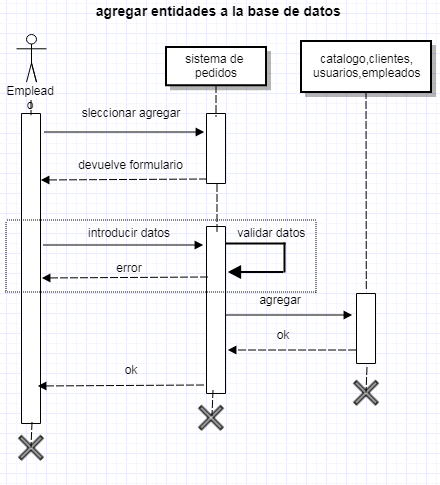 agregar entidades a la base de datos
sistema de
pedidos
catalogo,clientes,
usuarios,empleados
Emplead
o
sleccionar agregar
devuelve formulario
introducir datos
validar datos
error
agregar
ok
ok